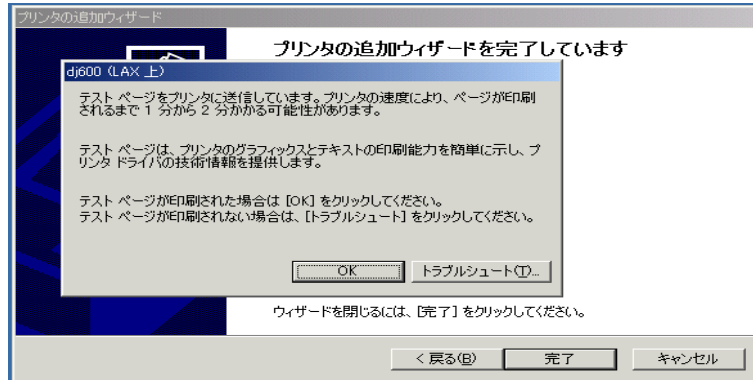 プリンタの追加ウィザード
プリンタの追加ウィザードを完了しています
dj600 (LAX 上)
テスト ページをプリンタに送信しています。プリンタの速度により、ページが印刷
されるまで 1 分から 2 分かかる可能性があります。
テスト ページは、プリンタのグラフィックスとテキストの印刷能力を簡単に示し、プ
リンタ ドライバの技術情報を提供します。
テスト ページが印刷された場合は [OK] をクリックしてください。
テスト ページが印刷されない場合は、[トラブルシュート] をクリックしてください。
OK
トラブルシュート(T)...
ウィザードを閉じるには、[完了] をクリックしてください。
< 戻る(B)
完了
キャンセル